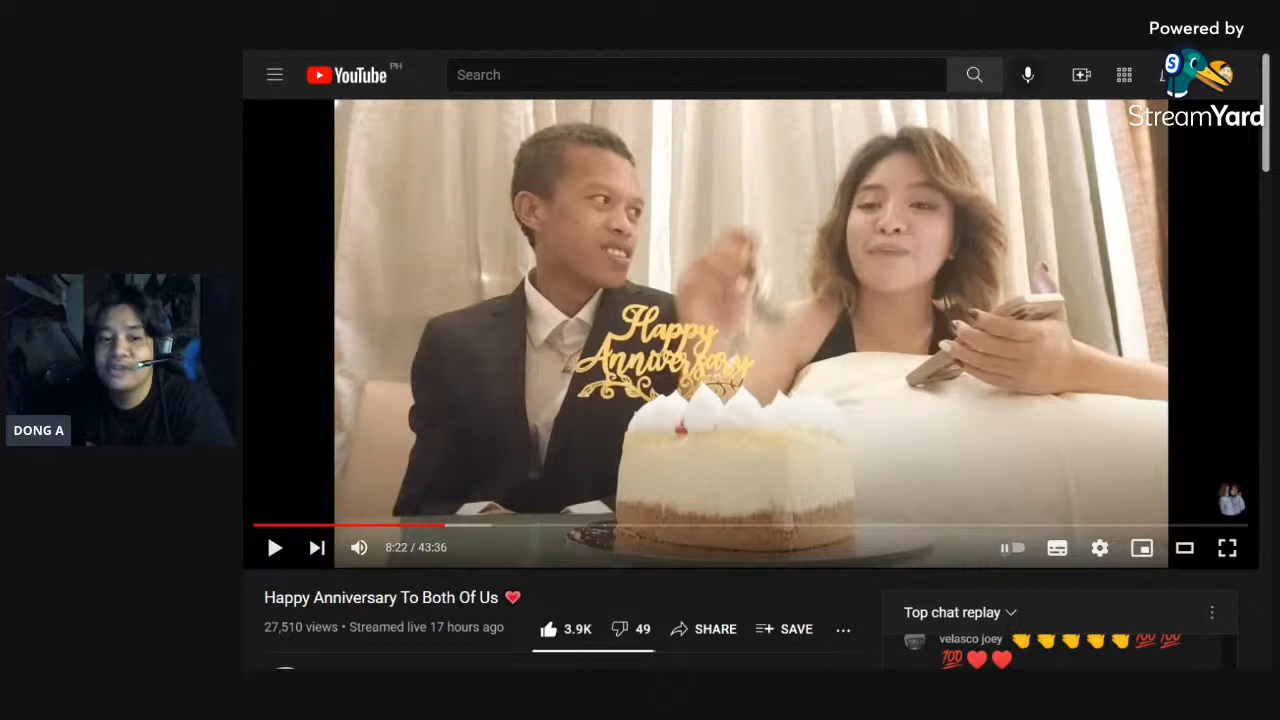 Powered by
StreamYard
YouTube PH
Search
Happy
Anniversary
DONG A
8:22 / 43:36
Happy Anniversary To Both Of Us ❤️
27,510 views • Streamed live 17 hours ago
3.9K
49
SHARE
SAVE
Top chat replay
velasco joey 👏👏👏👏👏💯💯
💯❤️❤️